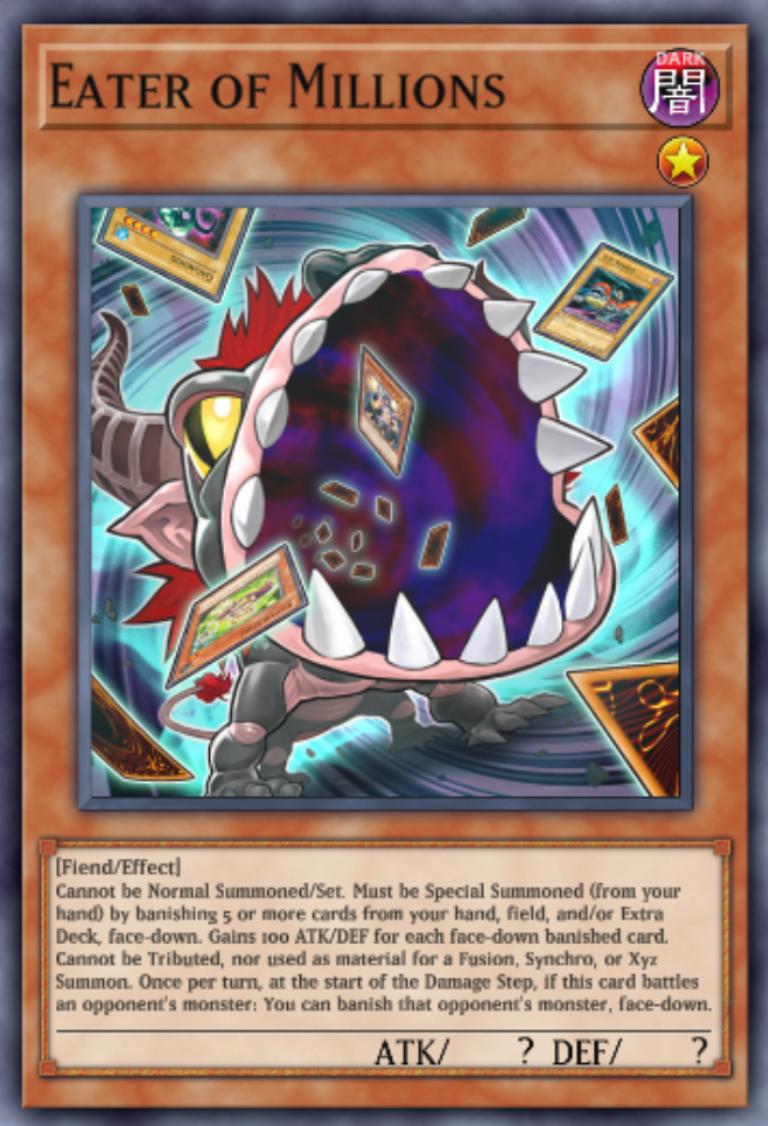 EATER OF MILLIONS
DARK
闇
[Fiend/Effect]
Cannot be Normal Summoned/Set. Must be Special Summoned (from your
hand) by banishing 5 or more cards from your hand, field, and/or Extra
Deck, face-down. Gains 100 ATK/DEF for each face-down banished card.
Cannot be Tributed, nor used as material for a Fusion, Synchro, or Xyz
Summon. Once per turn, at the start of the Damage Step, if this card battles
an opponent's monster: You can banish that opponent's monster, face-down.
ATK/ ? DEF/ ?